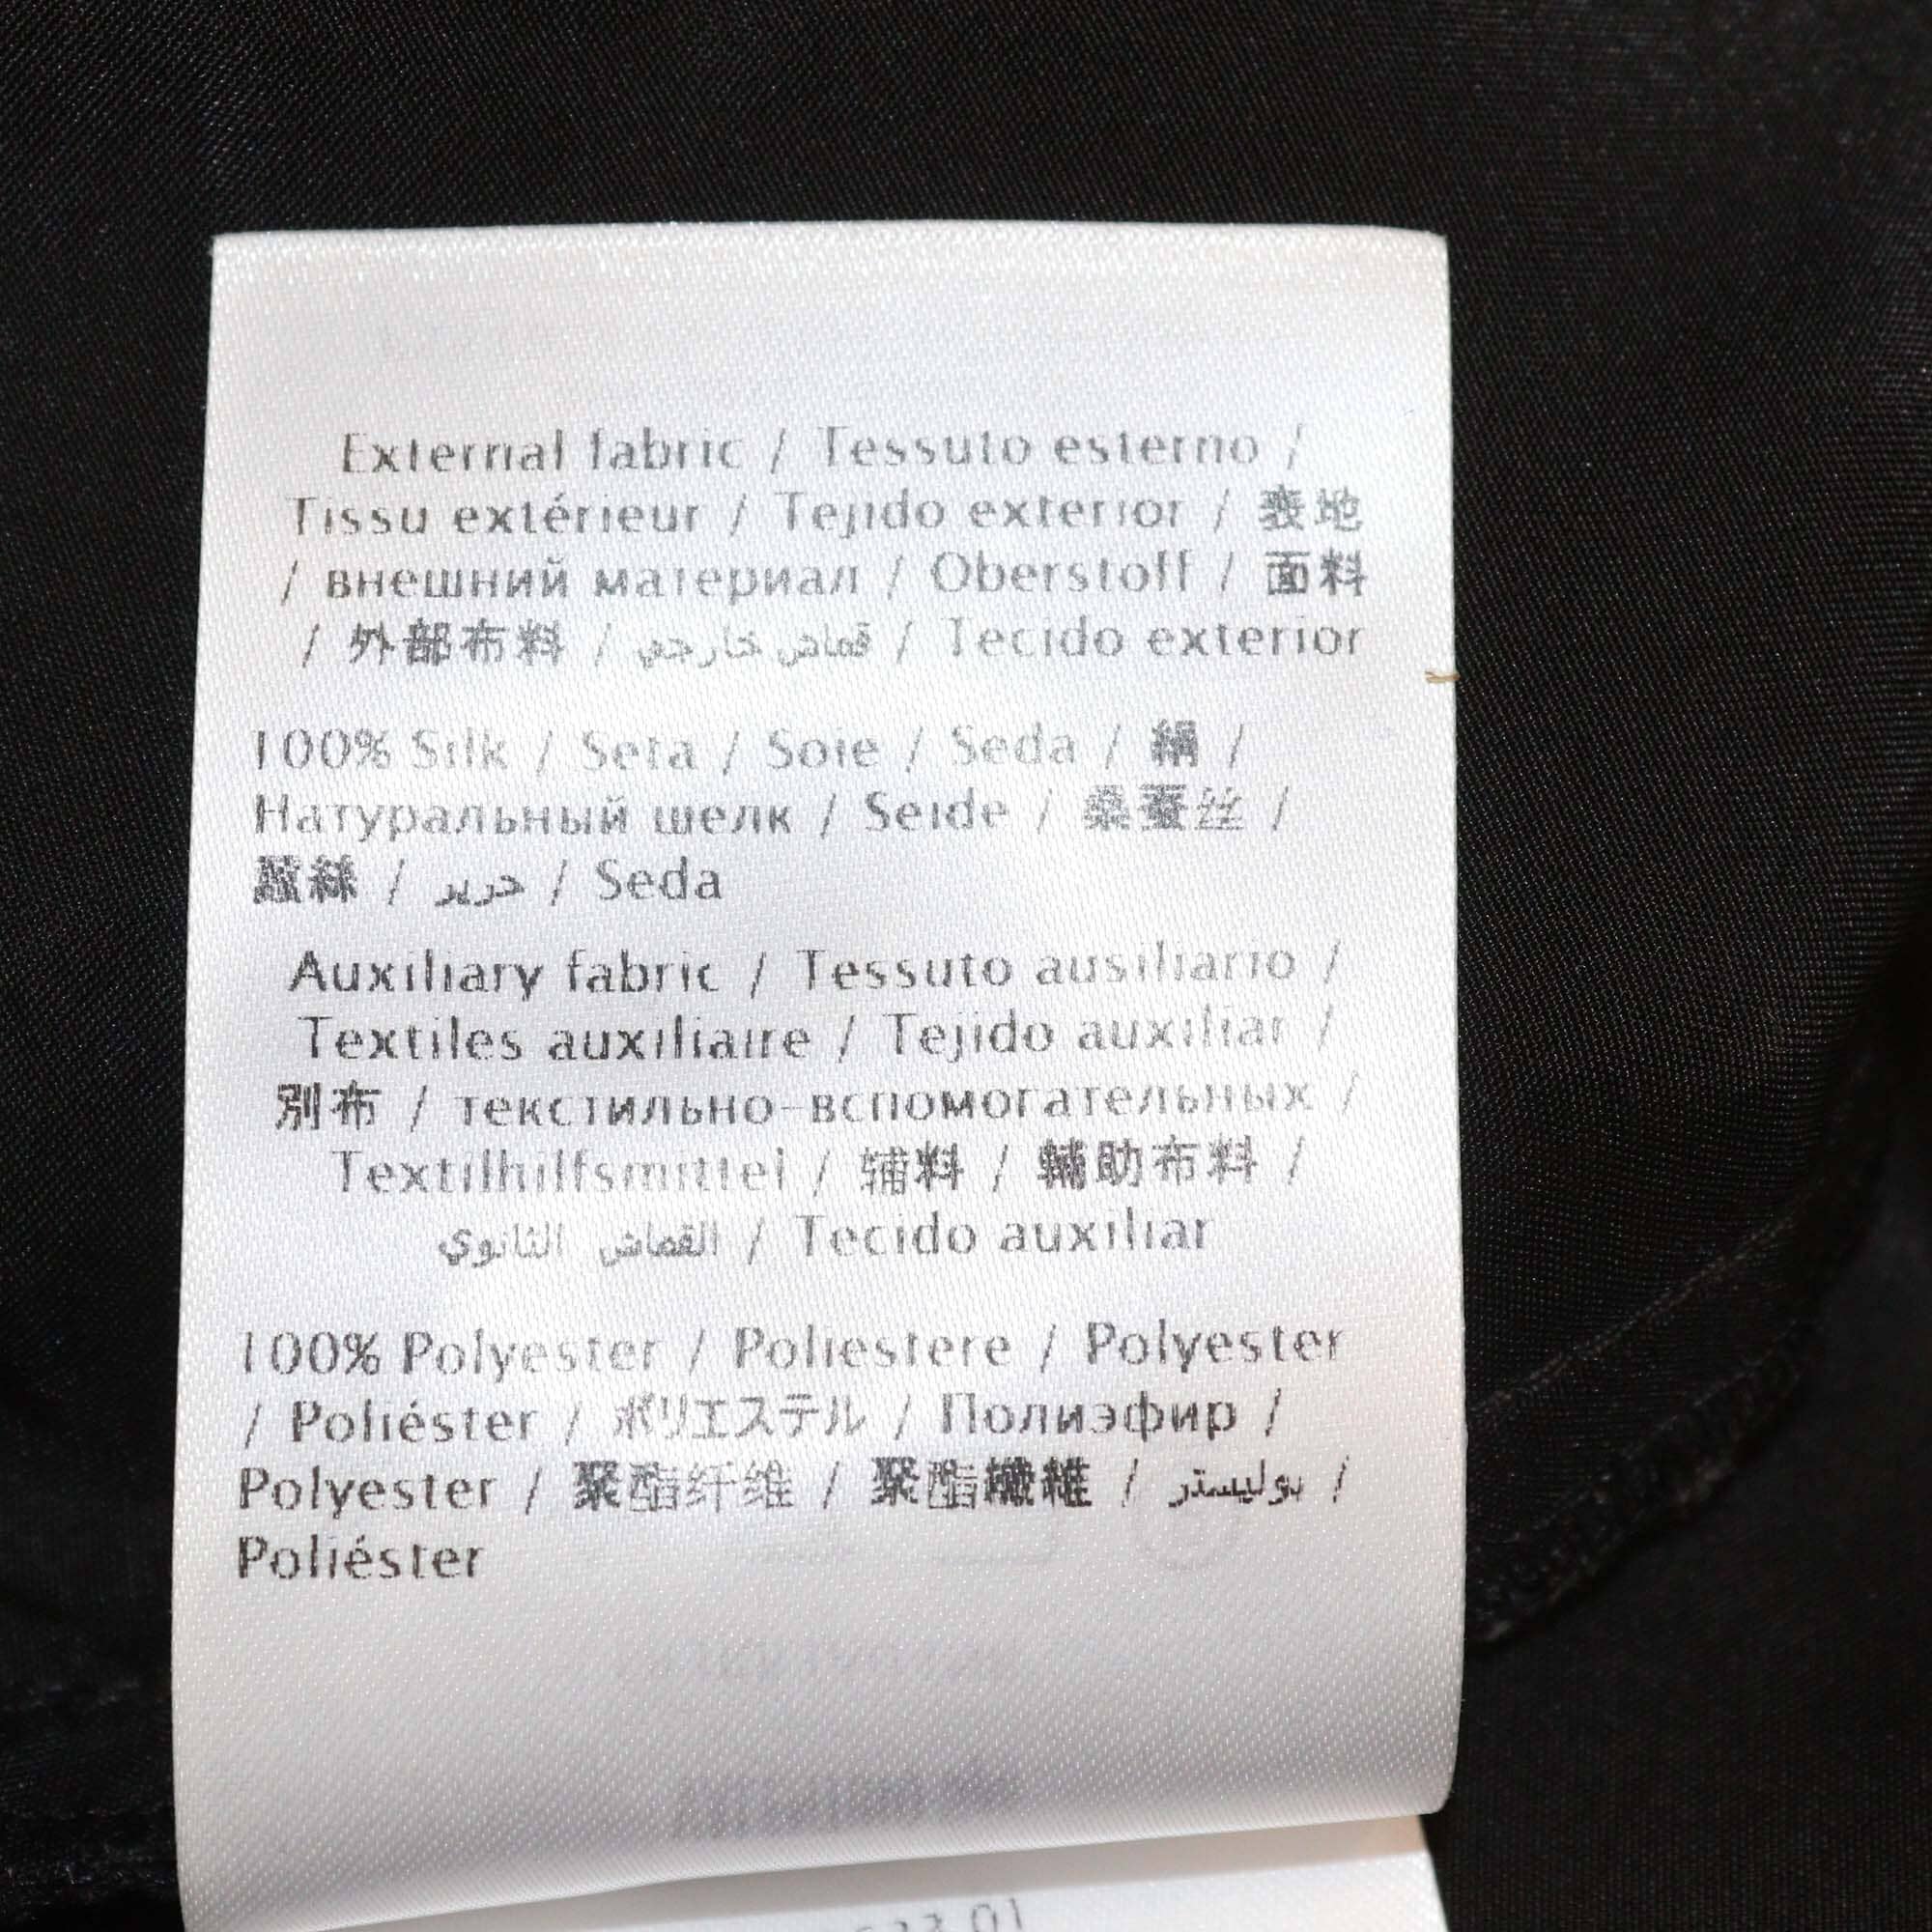 External fabric / Tessuto esterno /
Tissu extérieur / Tejido exterior / 表地
/ внешний материал / Oberstoff / 面料
/ 外部布料 / قماش خارجي / Tecido exterior
100% Silk / Seta / Soie / Seda / 絹 /
Натуральный шелк / Seide / 桑蚕丝 /
蠶絲 / حرير / Seda
Auxiliary fabric / Tessuto ausiliario /
Textiles auxiliaire / Tejido auxiliar /
別布 / текстильно-вспомогательных /
Textilhilfsmittel / 辅料 / 輔助布料 /
القماش الثانوي / Tecido auxiliar
100% Polyester / Poliestere / Polyester
/ Poliéster / ポリエステル / Полиэфир /
Polyester / 聚酯纤维 / 聚酯纖維 / بوليستر /
Poliéster